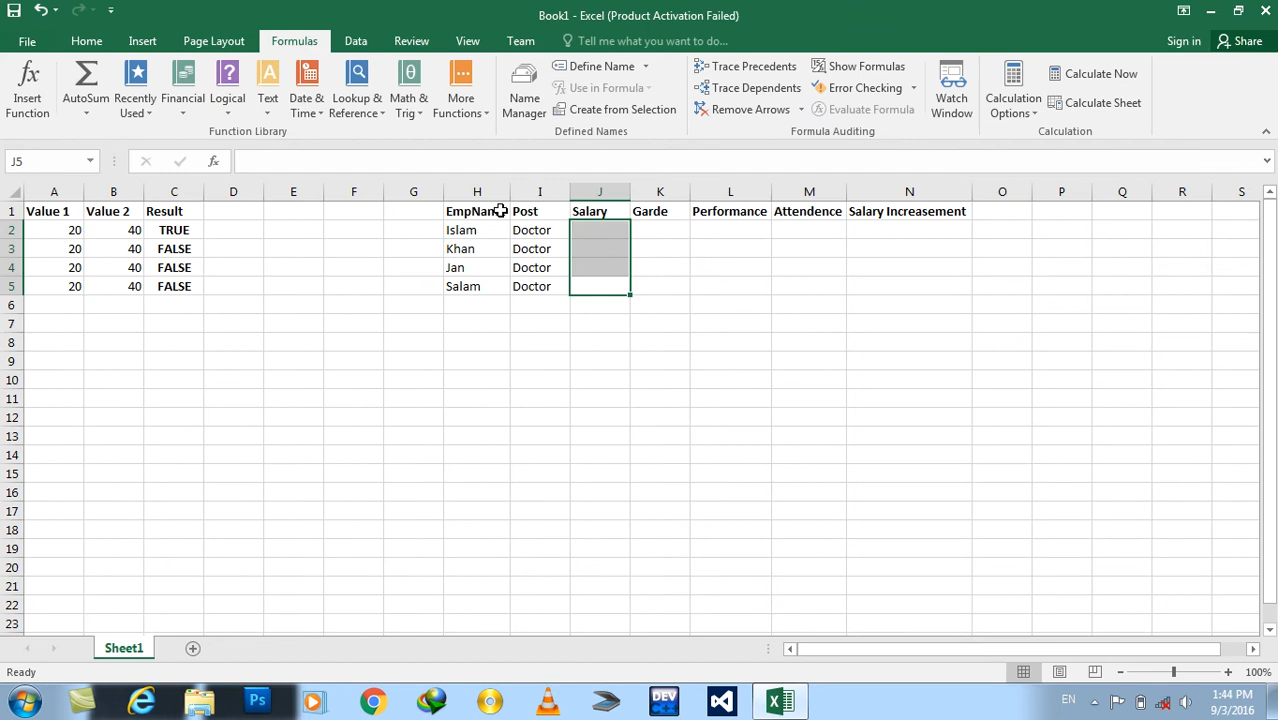 Book1 - Excel (Product Activation Failed)
File Home Insert Page Layout Formulas Data Review View Team Tell me what you want to do... Sign in Share
fx Insert Function
Σ AutoSum
Recently Used
Financial
Logical
Text
Date & Time
Lookup & Reference
Math & Trig
More Functions
Function Library
Name Manager
Define Name
Use in Formula
Create from Selection
Defined Names
Trace Precedents
Trace Dependents
Remove Arrows
Show Formulas
Error Checking
Evaluate Formula
Formula Auditing
Watch Window
Calculation Options
Calculate Now
Calculate Sheet
Calculation
J5 fx
A B C D E F G H I J K L M N O P Q R S
1 Value 1 Value 2 Result Post Salary Garde Performance Attendence Salary Increasement
2 20 40 TRUE Islam Doctor
3 20 40 FALSE Khan Doctor
4 20 40 FALSE Jan Doctor
5 20 40 FALSE Salam Doctor
6
7
8
9
10
11
12
13
14
15
16
17
18
19
20
21
22
23
Sheet1
Ready 100%
Ps DEV EN 1:44 PM
9/3/2016